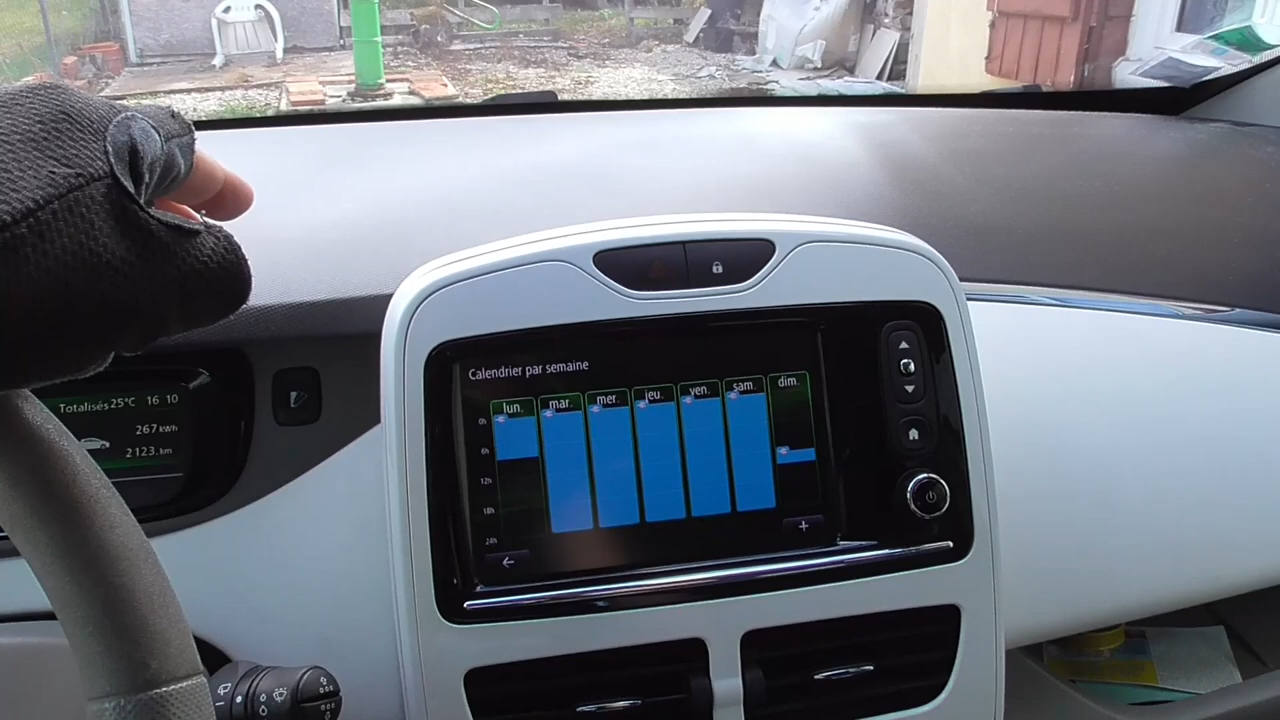 Calendrier par semaine
lun. mar. mer. jeu. ven. sam. dim.
0h
6h
12h
18h
24h
Totalisés 25°C 16 10
267 kWh
2123. km